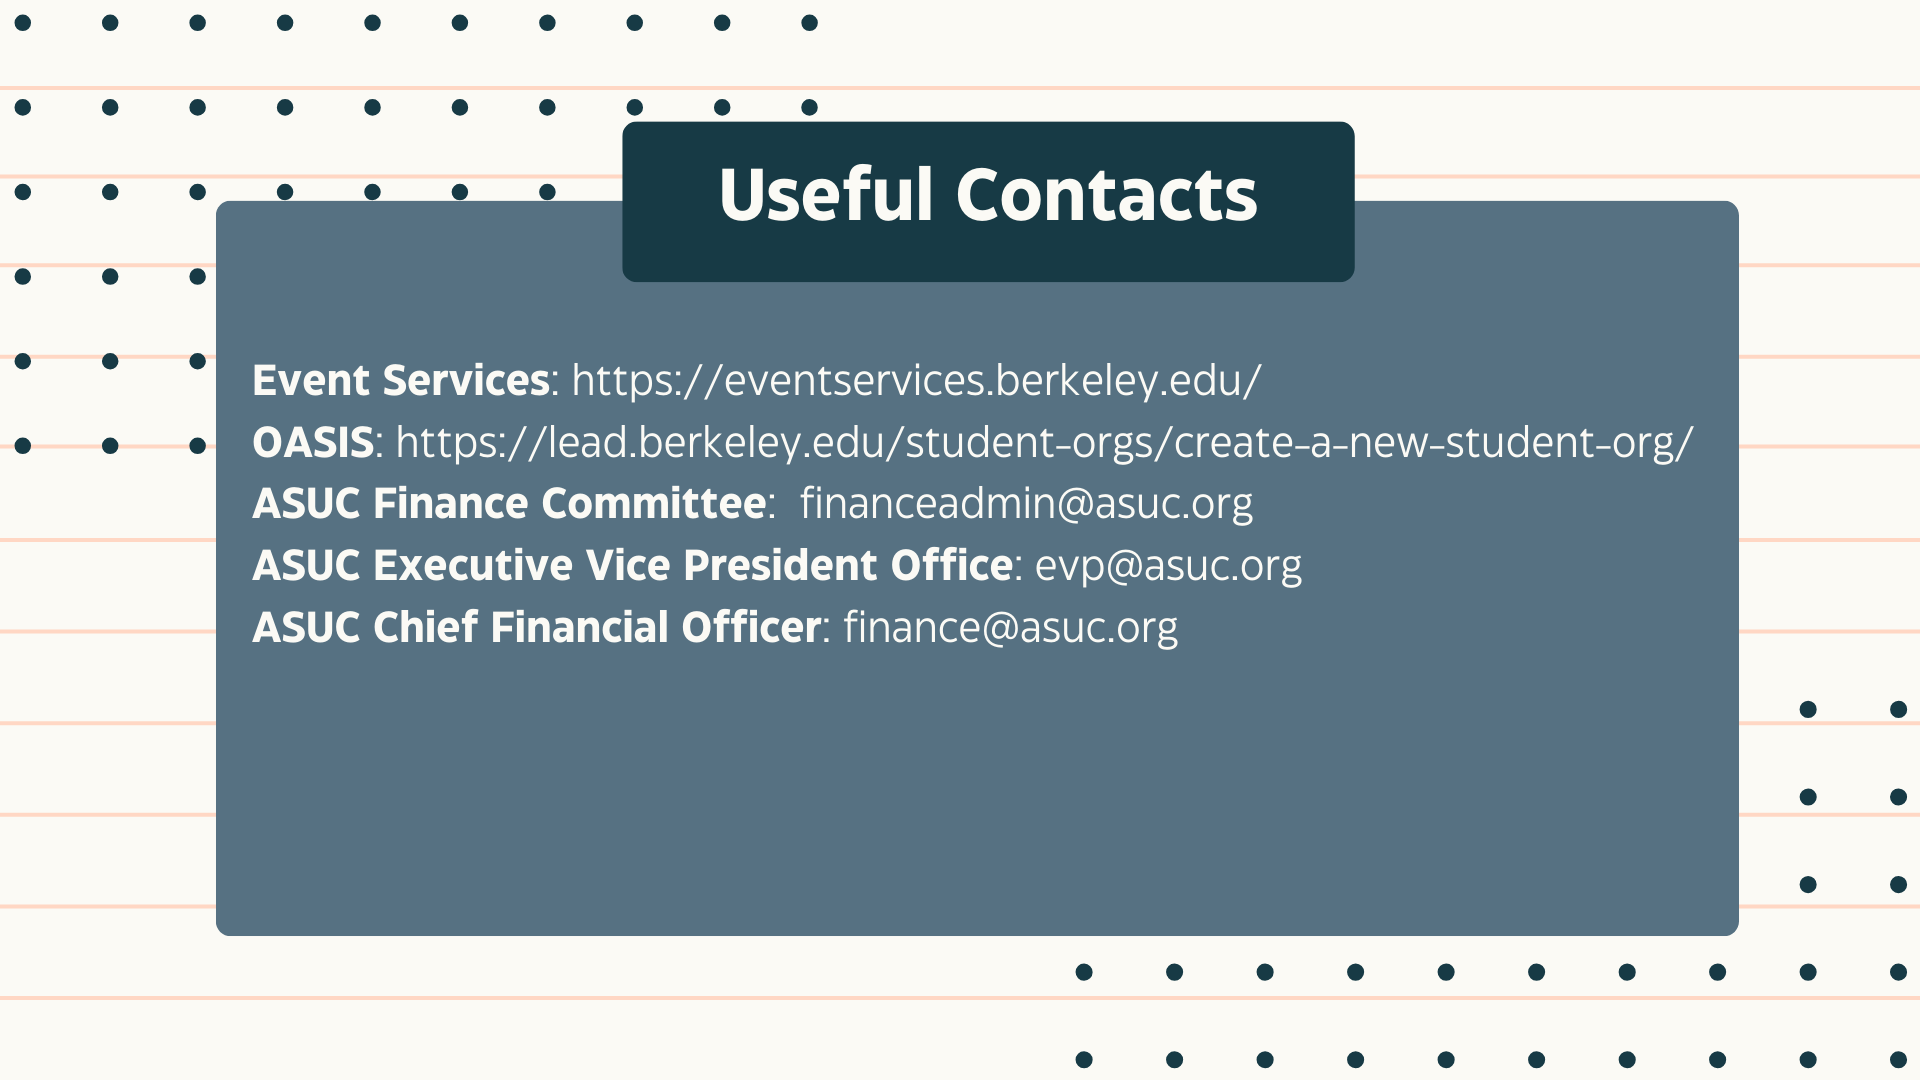 Useful Contacts
Event Services: https://eventservices.berkeley.edu/
OASIS: https://lead.berkeley.edu/student-orgs/create-a-new-student-org/
ASUC Finance Committee:  financeadmin@asuc.org
ASUC Executive Vice President Office: evp@asuc.org
ASUC Chief Financial Officer: finance@asuc.org